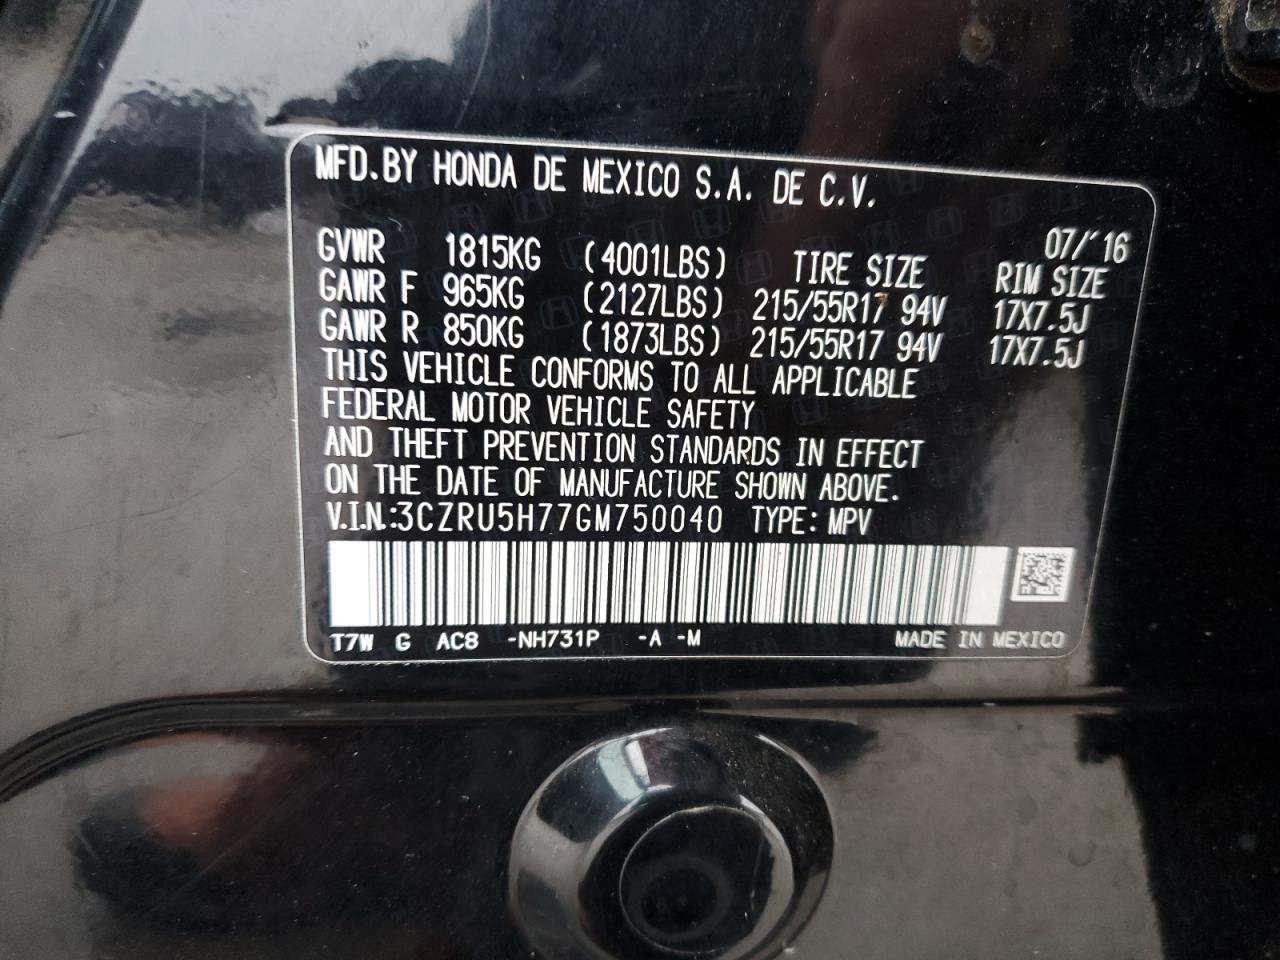 MFD.BY HONDA DE MEXICO S.A. DE C.V.
07/'16
GVWR 1815KG (4001LBS) TIRE SIZE RIM SIZE
GAWR F 965KG (2127LBS) 215/55R17 94V 17X7.5J
GAWR R 850KG (1873LBS) 215/55R17 94V 17X7.5J
THIS VEHICLE CONFORMS TO ALL APPLICABLE
FEDERAL MOTOR VEHICLE SAFETY
AND THEFT PREVENTION STANDARDS IN EFFECT
ON THE DATE OF MANUFACTURE SHOWN ABOVE.
V.I.N.:3CZRU5H77GM750040 TYPE: MPV
T7W G AC8 -NH731P -A -M MADE IN MEXICO